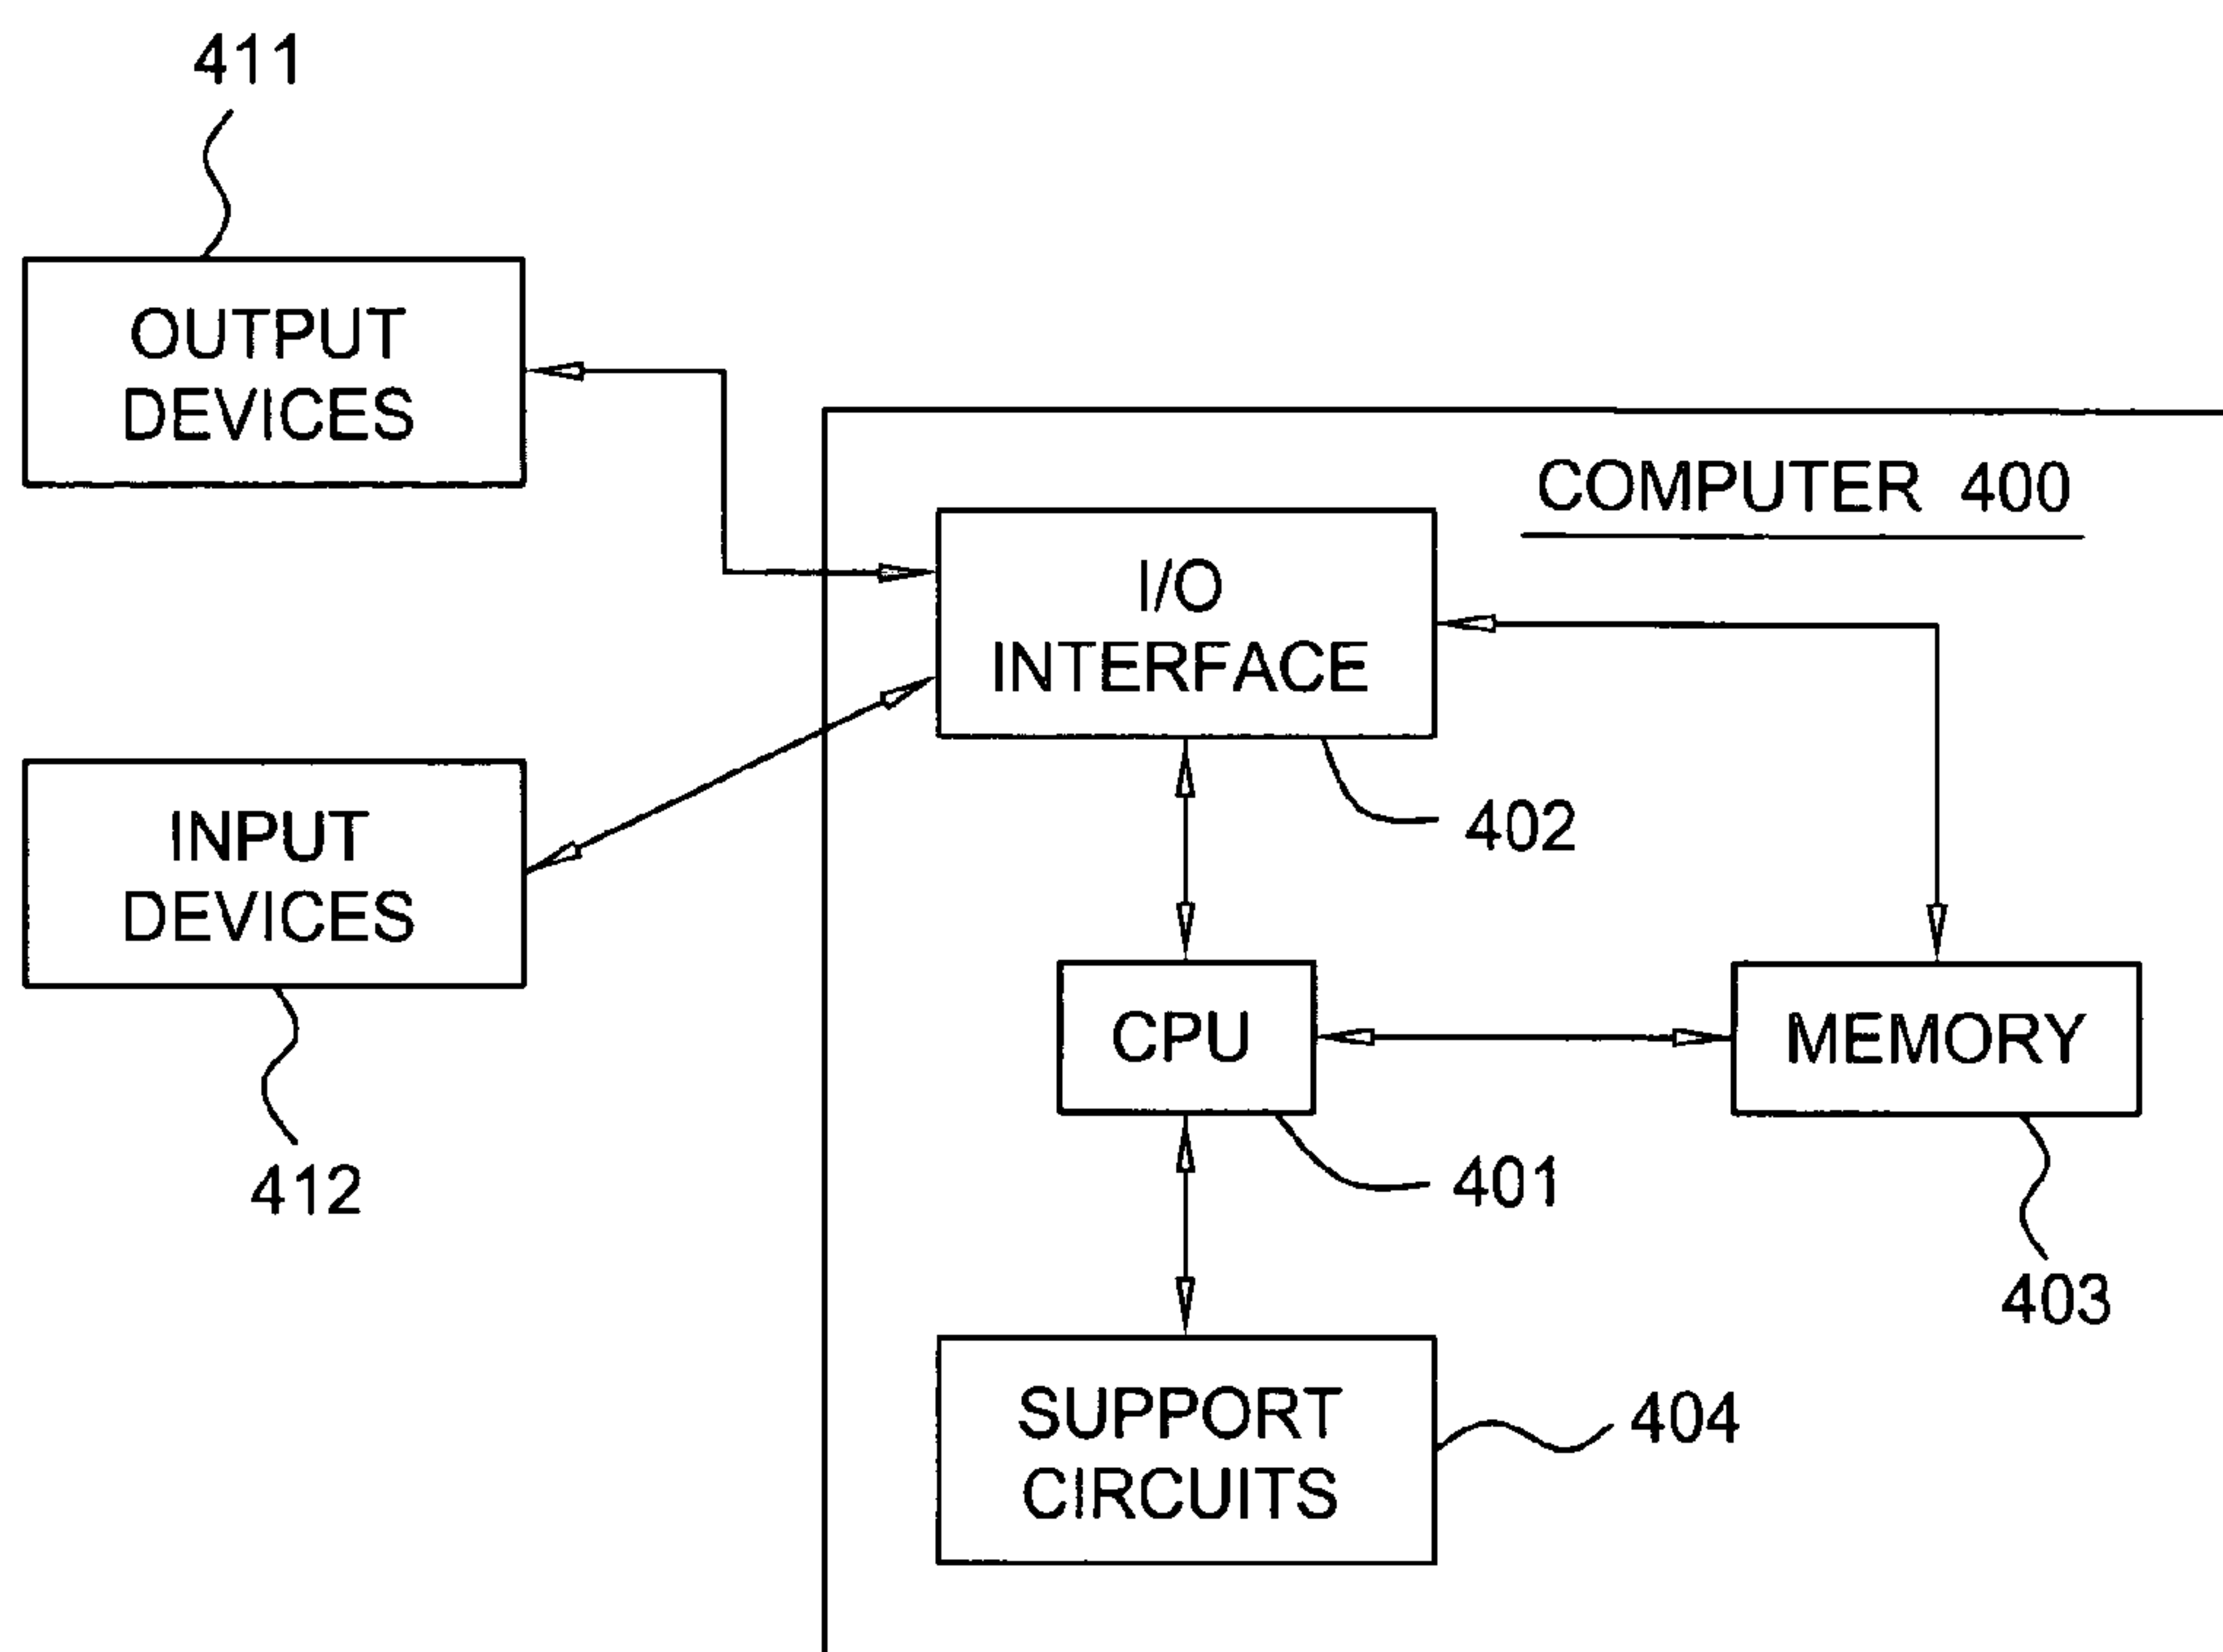 411
OUTPUT
DEVICES
COMPUTER 400
I/O
INTERFACE
402
INPUT
DEVICES
412
CPU
401
MEMORY
403
SUPPORT
CIRCUITS
404